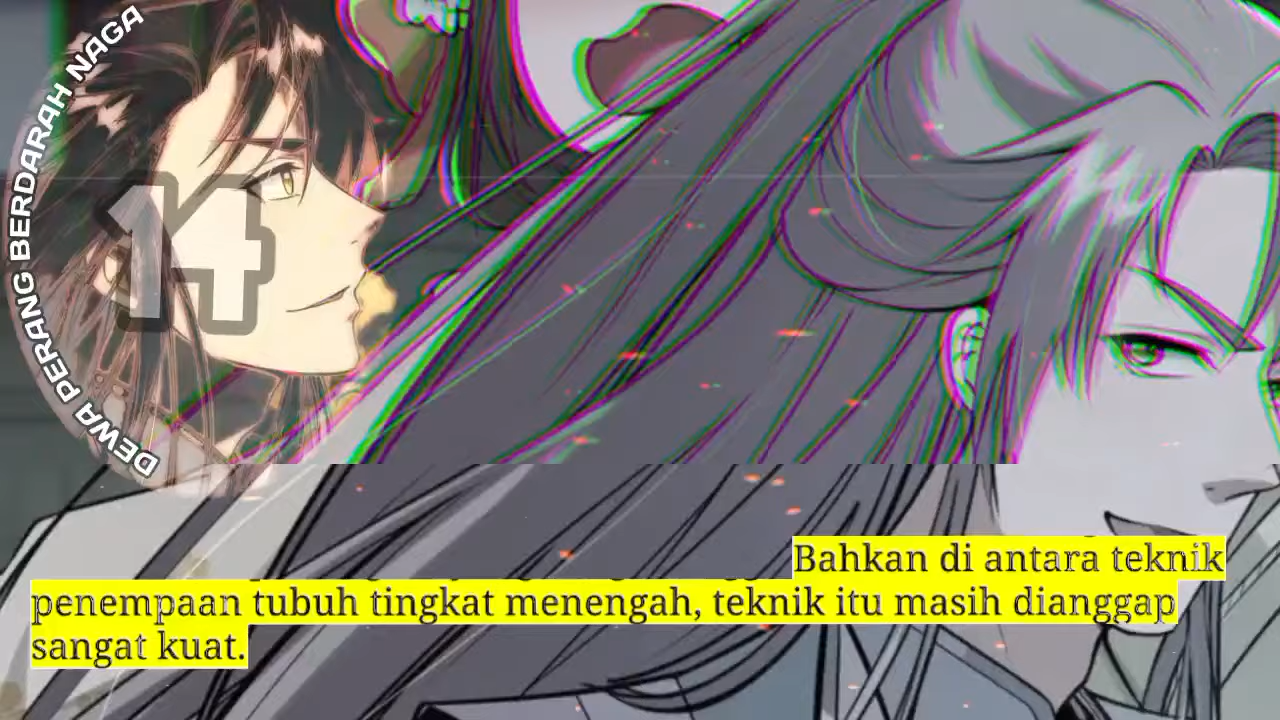 DEWA PERANG BERDARAH NAGA
14
Bahkan di antara teknik
penempaan tubuh tingkat menengah, teknik itu masih dianggap
sangat kuat.